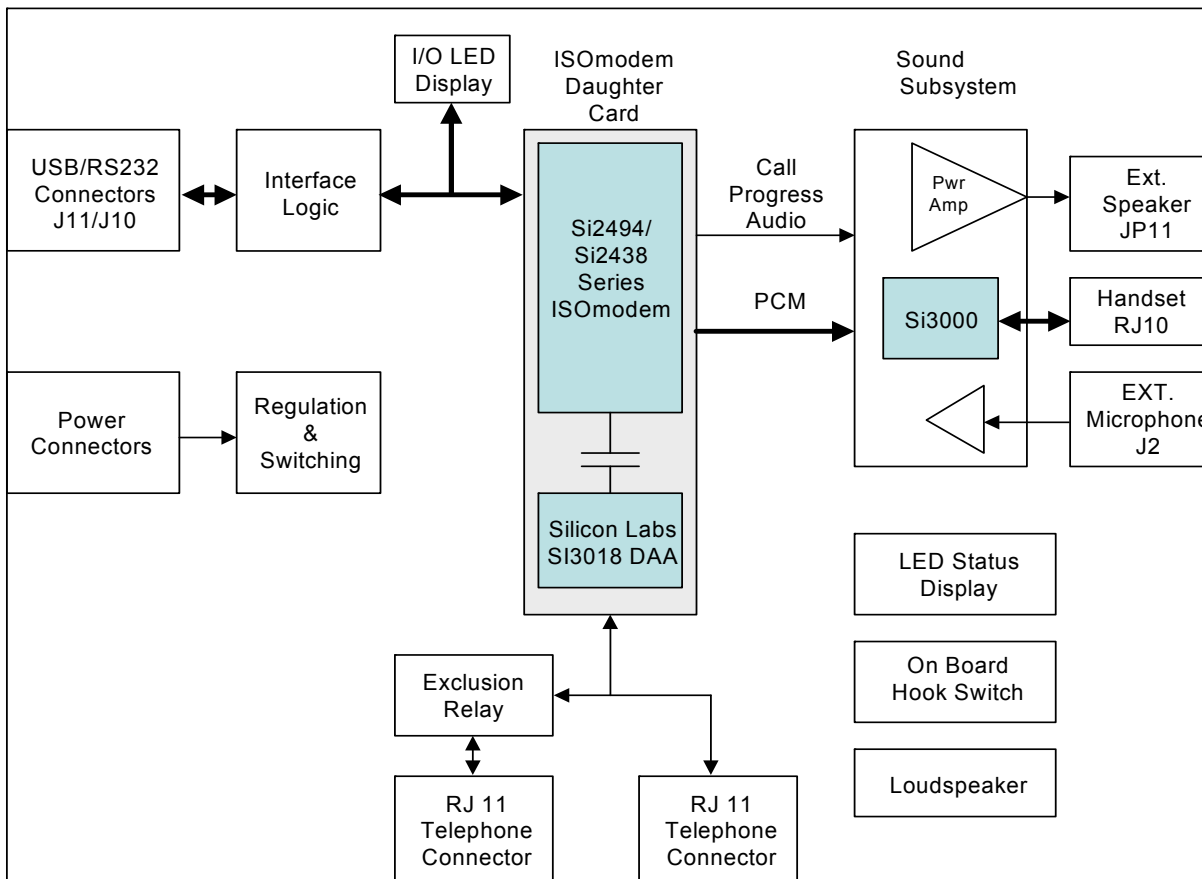 I/O LED
Display
ISOmodem
Daughter
Card
Sound
Subsystem
USB/RS232
Connectors
J11/J10
Interface
Logic
Si2494/
Si2438
Series
ISOmodem
Call
Progress
Audio
Pwr
Amp
Ext.
Speaker
JP11
PCM
Si3000
Handset
RJ10
Power
Connectors
Regulation
&
Switching
EXT.
Microphone
J2
Silicon Labs
SI3018 DAA
LED Status
Display
Exclusion
Relay
On Board
Hook Switch
RJ 11
Telephone
Connector
RJ 11
Telephone
Connector
Loudspeaker